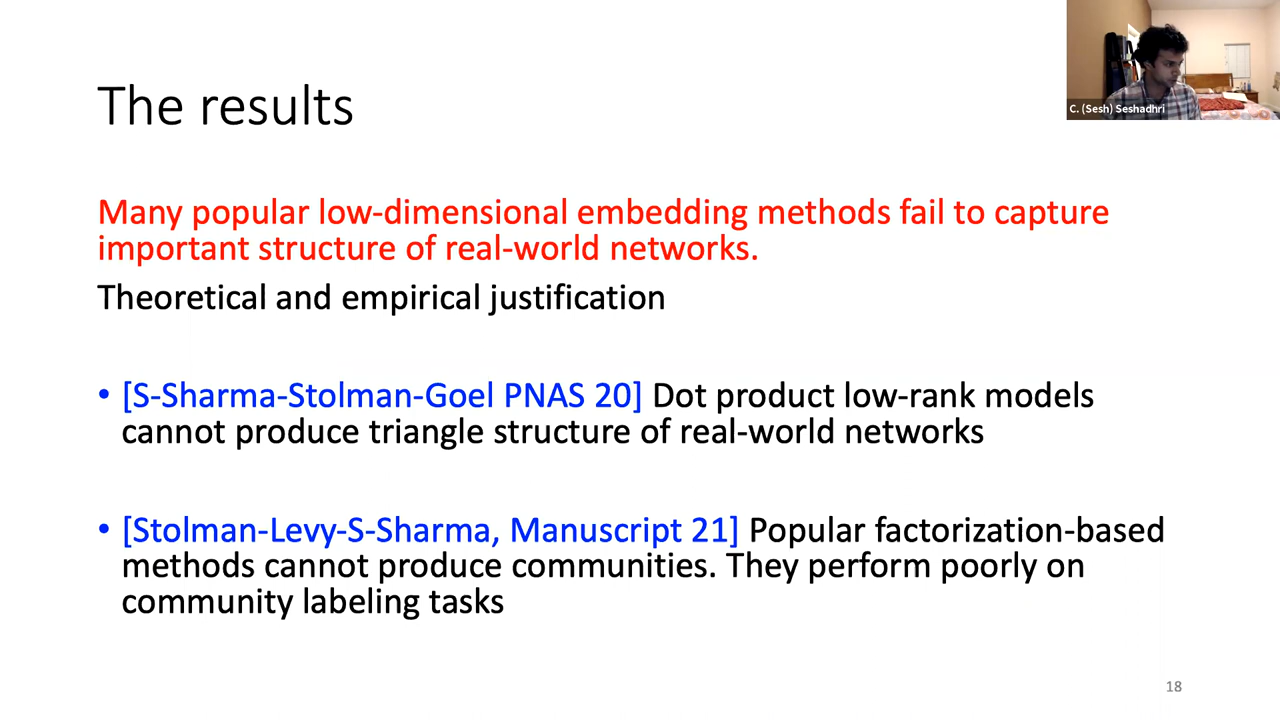 C. (Sesh) Seshadhri
The results
Many popular low-dimensional embedding methods fail to capture
important structure of real-world networks.
Theoretical and empirical justification
• [S-Sharma-Stolman-Goel PNAS 20] Dot product low-rank models
cannot produce triangle structure of real-world networks
• [Stolman-Levy-S-Sharma, Manuscript 21] Popular factorization-based
methods cannot produce communities. They perform poorly on
community labeling tasks
18